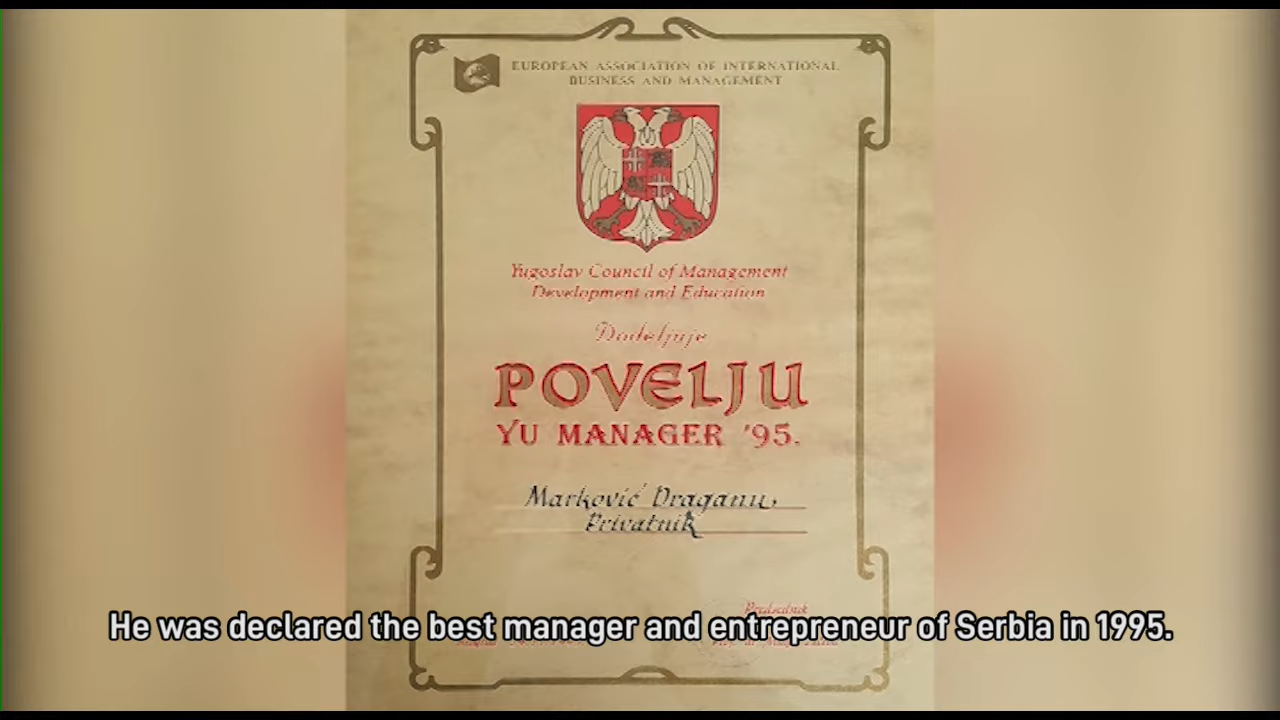 EUROPEAN ASSOCIATION OF INTERNATIONAL
BUSINESS AND MANAGEMENT
Yugoslav Council of Management
Development and Education
Dodeljuje
POVELJU
YU MANAGER '95.
Marković Draganu,
Privatnik
Predsednik
He was declared the best manager and entrepreneur of Serbia in 1995.